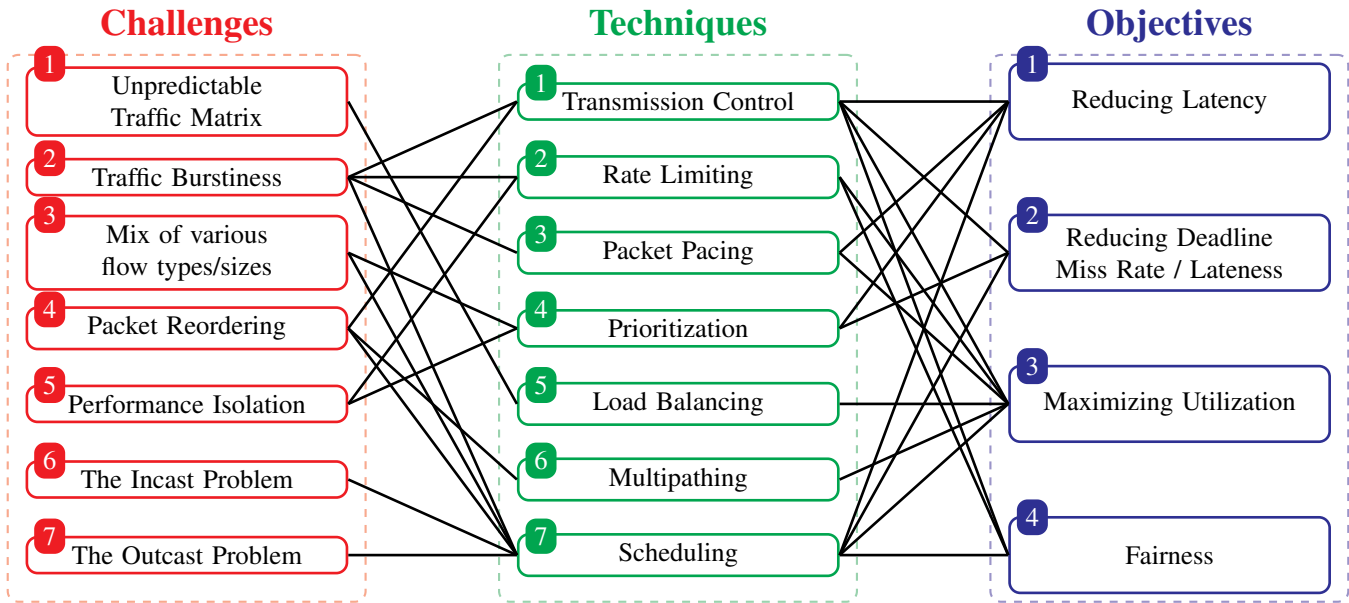 Challenges
1
Unpredictable
Traffic Matrix
2
Traffic Burstiness
3
Mix of various
flow types/sizes
4
Packet Reordering
5
Performance Isolation
6
The Incast Problem
7
The Outcast Problem
Techniques
1
Transmission Control
2
Rate Limiting
3
Packet Pacing
4
Prioritization
5
Load Balancing
6
Multipathing
7
Scheduling
Objectives
1
Reducing Latency
2
Reducing Deadline
Miss Rate / Lateness
3
Maximizing Utilization
4
Fairness